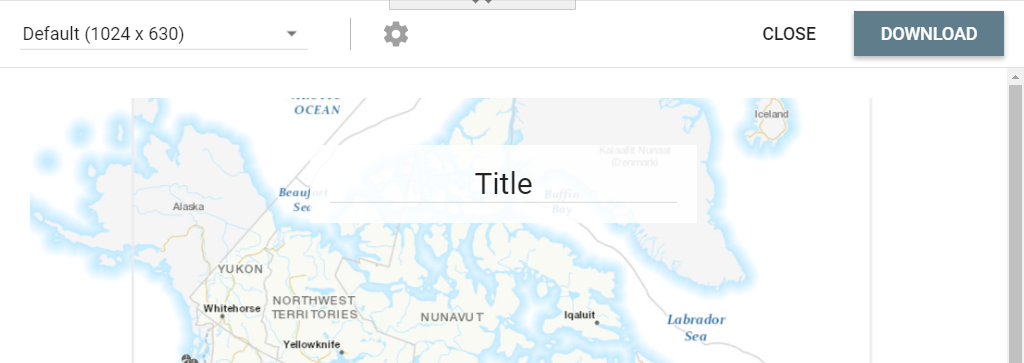 Default (1024 x 630)
CLOSE
DOWNLOAD
OCEAN
Iceland
Kalaallit Nunaat
(Denmark)
Title
Beaufort
Sea
Baffin
Bay
Alaska
YUKON
NORTHWEST
TERRITORIES
Whitehorse
NUNAVUT
Iqaluit
Labrador
Sea
Yellowknife